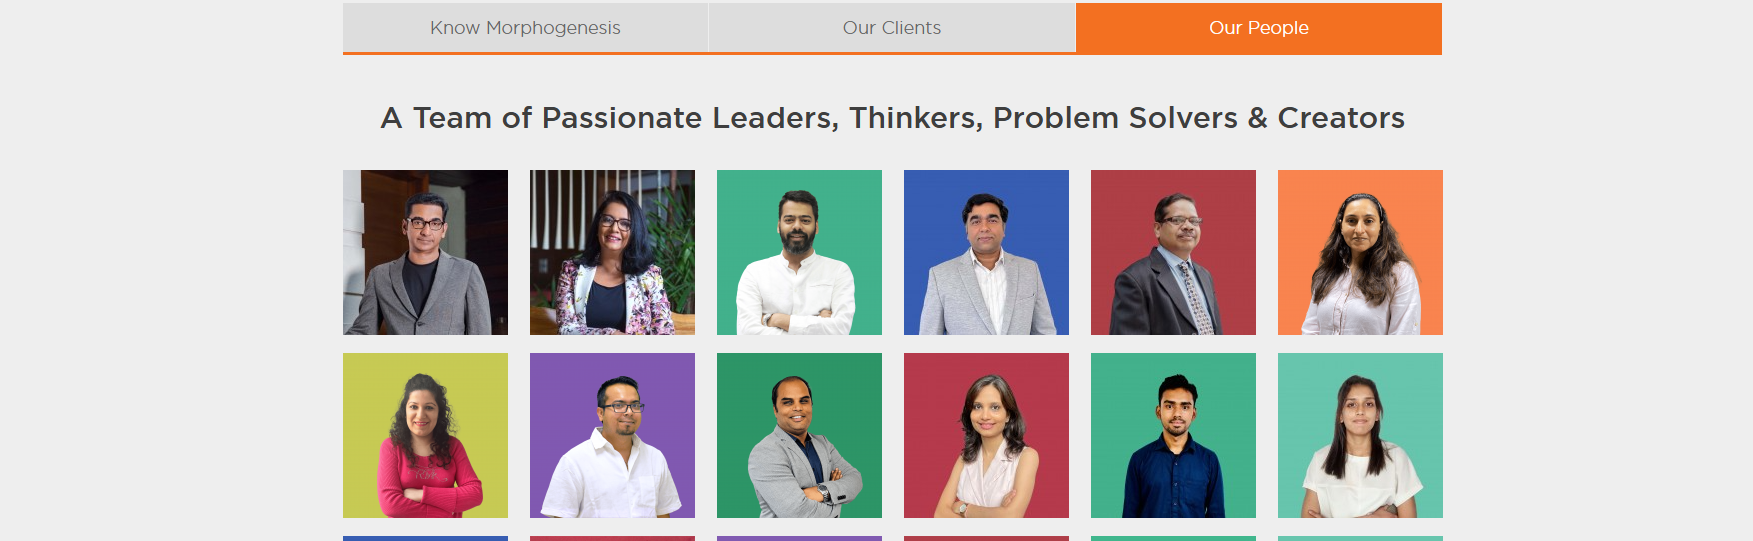 Know Morphogenesis
Our Clients
Our People
A Team of Passionate Leaders, Thinkers, Problem Solvers & Creators